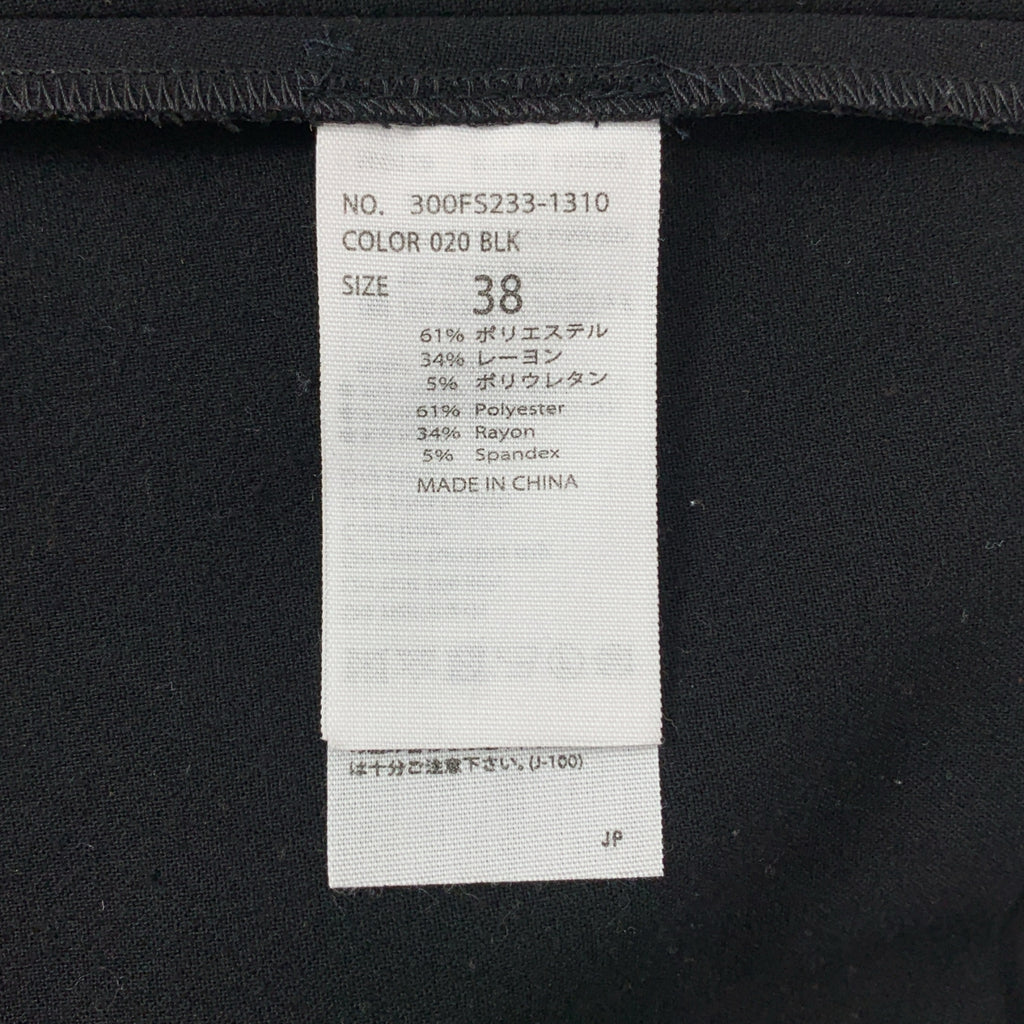 NO. 300FS233-1310
COLOR 020 BLK
SIZE 38
61% ポリエステル
34% レーヨン
5% ポリウレタン
61% Polyester
34% Rayon
5% Spandex
MADE IN CHINA
は十分ご注意下さい。(J-100)
JP